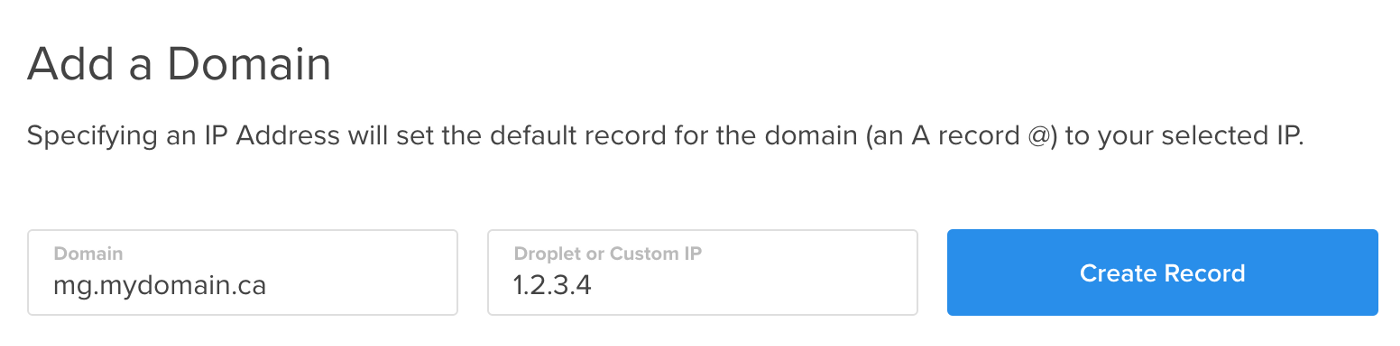 Add a Domain
Specifying an IP Address will set the default record for the domain (an A record @) to your selected IP.
Domain
mg.mydomain.ca
Droplet or Custom IP
1.2.3.4
Create Record